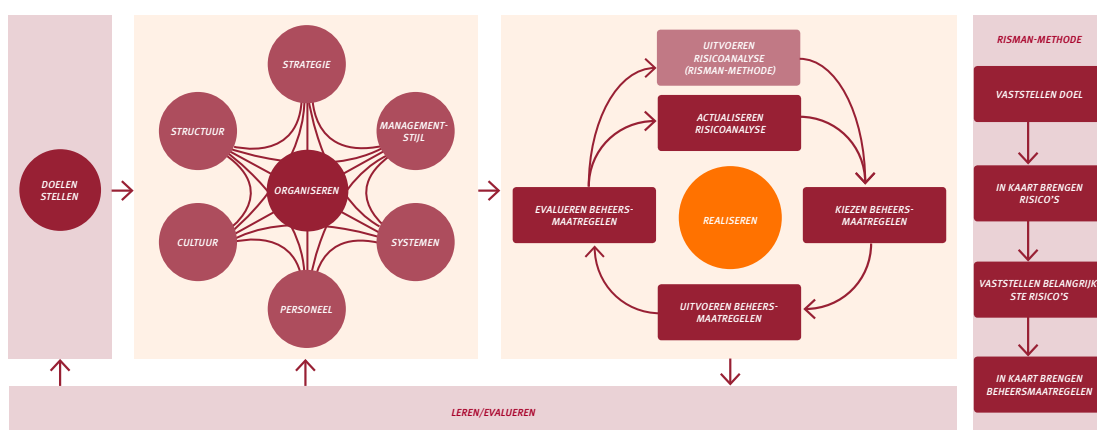 DOELEN
STELLEN
STRATEGIE
STRUCTUUR
MANAGEMENT-
STIJL
ORGANISEREN
CULTUUR
SYSTEMEN
PERSONEEL
UITVOEREN
RISICOANALYSE
(RISMAN-METHODE)
ACTUALISEREN
RISICOANALYSE
EVALUEREN BEHEERS-
MAATREGELEN
REALISEREN
KIEZEN BEHEERS-
MAATREGELEN
UITVOEREN BEHEERS-
MAATREGELEN
LEREN/EVALUEREN
RISMAN-METHODE
VASTSTELLEN DOEL
IN KAART BRENGEN
RISICO'S
VASTSTELLEN BELANGRIJK
STE RISICO'S
IN KAART BRENGEN
BEHEERSMAATREGELEN